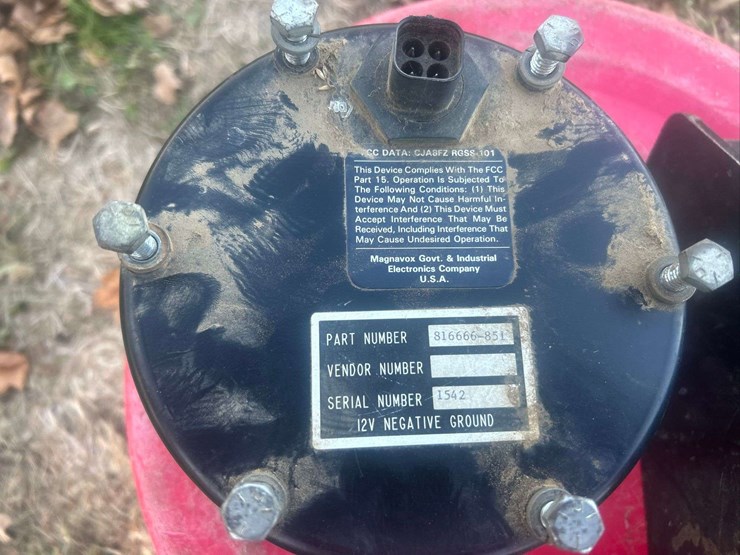 CC DATA: CJA8FZ RGSS-101
This Device Complies With The FCC
Part 15. Operation Is Subjected To
The Following Conditions: (1) This
Device May Not Cause Harmful In-
terference And (2) This Device Must
Accept Interference That May Be
Received, Including Interference That
May Cause Undesired Operation.
Magnavox Govt. & Industrial
Electronics Company
U.S.A.
PART NUMBER 816666-851
VENDOR NUMBER
SERIAL NUMBER 1542
12V NEGATIVE GROUND